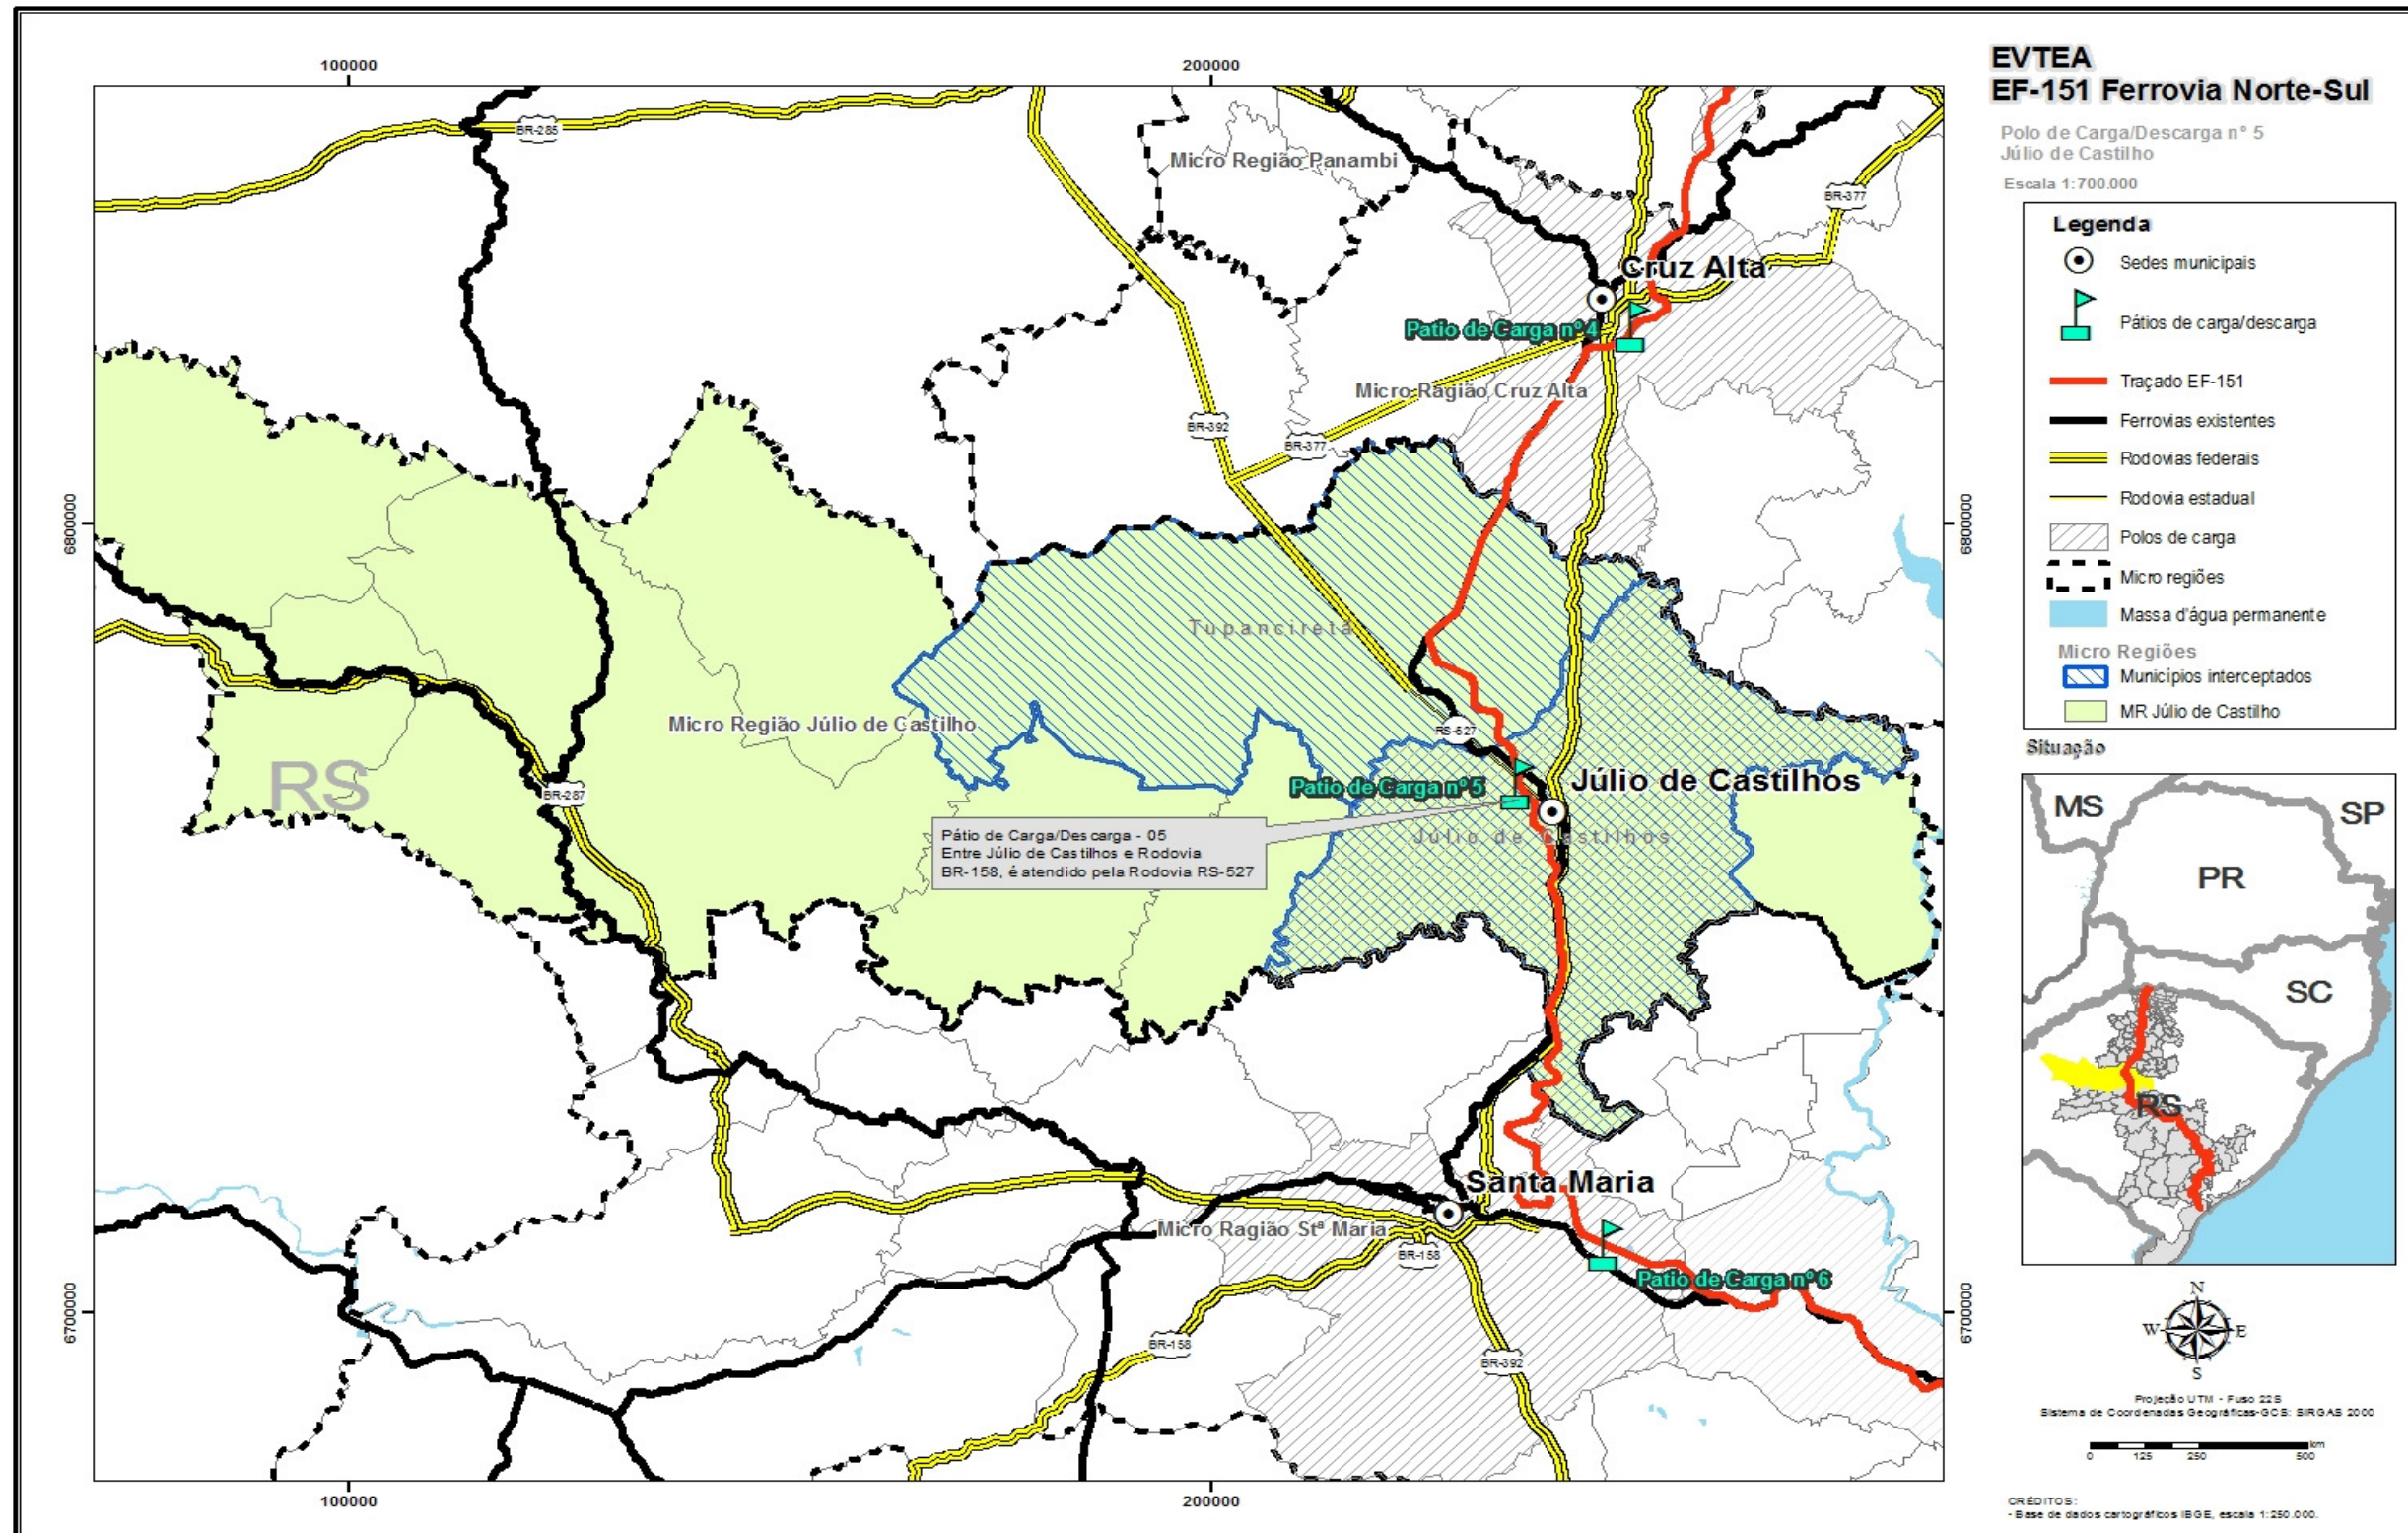 EVTEA
EF-151 Ferrovia Norte-Sul
Polo de Carga/Descarga nº 5
Júlio de Castilho
Escala 1:700.000
Legenda
Sedes municipais
Pátios de carga/descarga
Traçado EF-151
Ferrovias existentes
Rodovias federais
Rodovia estadual
Polos de carga
Micro regiões
Massa d'água permanente
Micro Regiões
Municípios interceptados
MR Júlio de Castilho
Situação
MS
SP
PR
SC
RS
N
W
E
S
Projeção UTM - Fuso 22S
Sistema de Coordenadas Geográficas-GCS: SIRGAS 2000
km
0 125 250 500
CRÉDITOS:
- Base de dados cartográficos IBGE, escala 1:250.000.
100000
200000
BR-285
Micro Região Panambi
BR-377
Cruz Alta
Patio de Carga nº 4
Micro Ragião Cruz Alta
BR-392
BR-377
6800000
6800000
Tupanciretã
Micro Região Júlio de Castilho
RS-527
RS
BR-287
Patio de Carga nº 5
Júlio de Castilhos
Júlio de Castilhos
Pátio de Carga/Descarga - 05
Entre Júlio de Castilhos e Rodovia
BR-158, é atendido pela Rodovia RS-527
Santa Maria
Micro Ragião Stª Maria
BR-158
Patio de Carga nº 6
6700000
6700000
BR-158
BR-392
100000
200000